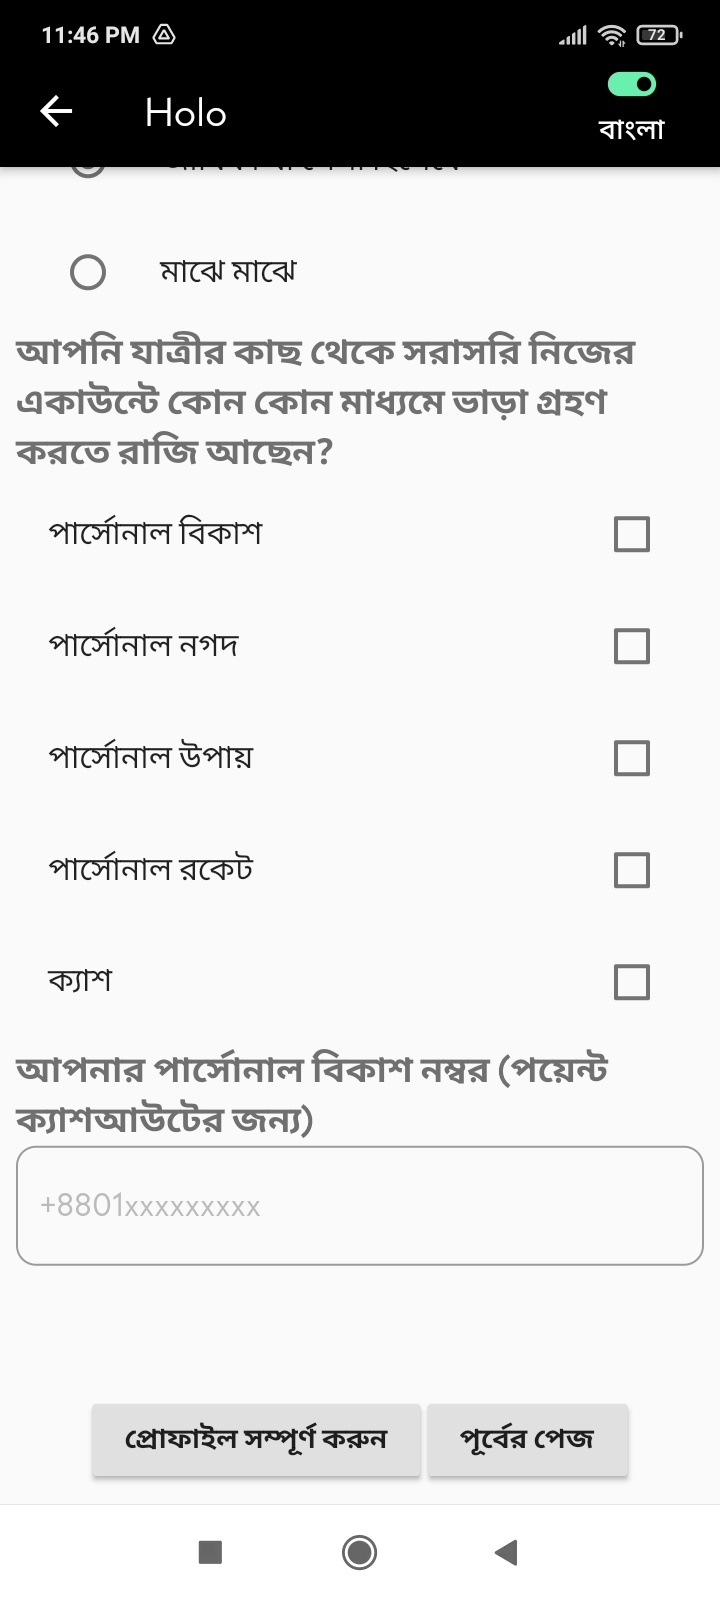 11:46 PM
72
Holo
বাংলা
মাঝে মাঝে
আপনি যাত্রীর কাছ থেকে সরাসরি নিজের
একাউন্টে কোন কোন মাধ্যমে ভাড়া গ্রহণ
করতে রাজি আছেন?
পার্সোনাল বিকাশ
পার্সোনাল নগদ
পার্সোনাল উপায়
পার্সোনাল রকেট
ক্যাশ
আপনার পার্সোনাল বিকাশ নম্বর (পয়েন্ট
ক্যাশআউটের জন্য)
+8801xxxxxxxxx
প্রোফাইল সম্পূর্ণ করুন
পূর্বের পেজ